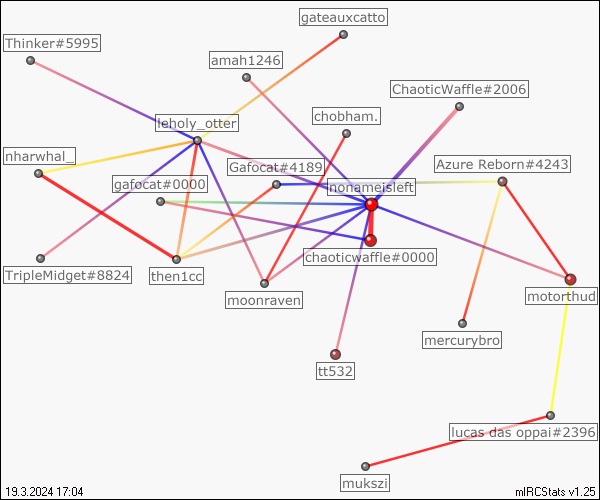 gateauxcatto
Thinker#5995
amah1246
ChaoticWaffle#2006
chobham.
leholy_otter
nharwhal_
Gafocat#4189
Azure Reborn#4243
gafocat#0000
nonameisleft
chaoticwaffle#0000
TripleMidget#8824
then1cc
moonraven
motorthud
mercurybro
tt532
lucas das oppai#2396
mukszi
19.3.2024 17:04
mIRCStats v1.25